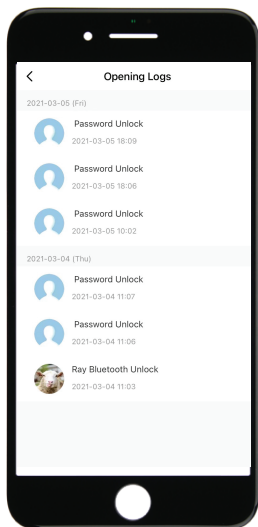 Opening Logs
2021-03-05 (Fri)
Password Unlock
2021-03-05 18:09
Password Unlock
2021-03-05 18:06
Password Unlock
2021-03-05 10:02
2021-03-04 (Thu)
Password Unlock
2021-03-04 11:07
Password Unlock
2021-03-04 11:06
Ray Bluetooth Unlock
2021-03-04 11:03